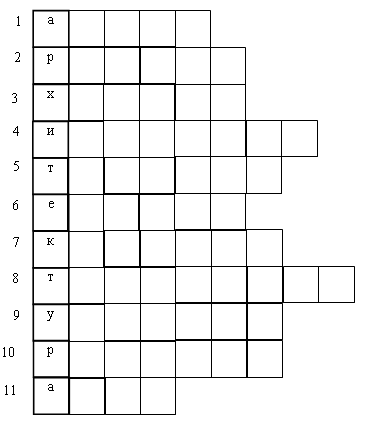 1 а
2 р
3 х
4 и
5 т
6 е
7 к
8 т
9 у
10 р
11 а